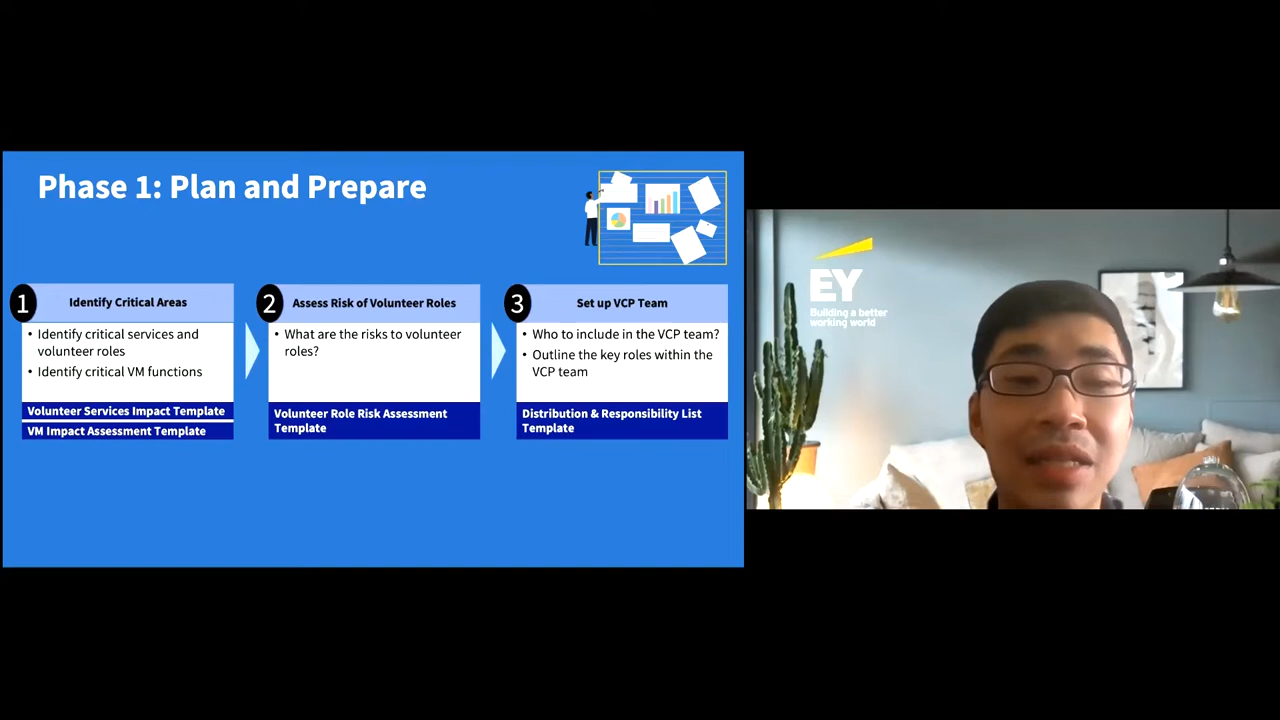 Phase 1: Plan and Prepare
1
Identify Critical Areas
• Identify critical services and
volunteer roles
• Identify critical VM functions
Volunteer Services Impact Template
VM Impact Assessment Template
2
Assess Risk of Volunteer Roles
• What are the risks to volunteer
roles?
Volunteer Role Risk Assessment
Template
3
Set up VCP Team
• Who to include in the VCP team?
• Outline the key roles within the
VCP team
Distribution & Responsibility List
Template
EY
Building a better
working world